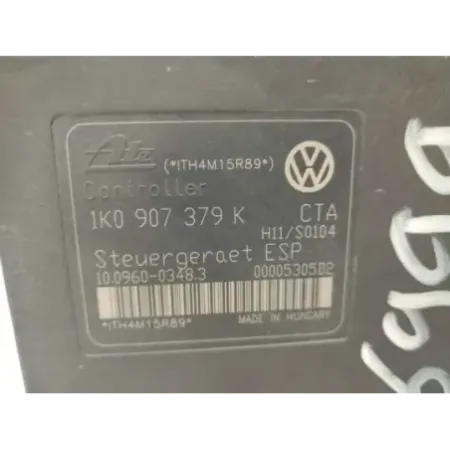 Ate (*ITH4M15R89*)
Controller
1K0 907 379 K CTA
H11/S0104
Steuergeraet ESP
10.0960-0348.3 00005305D2
*ITH4M15R89* MADE IN HUNGARY